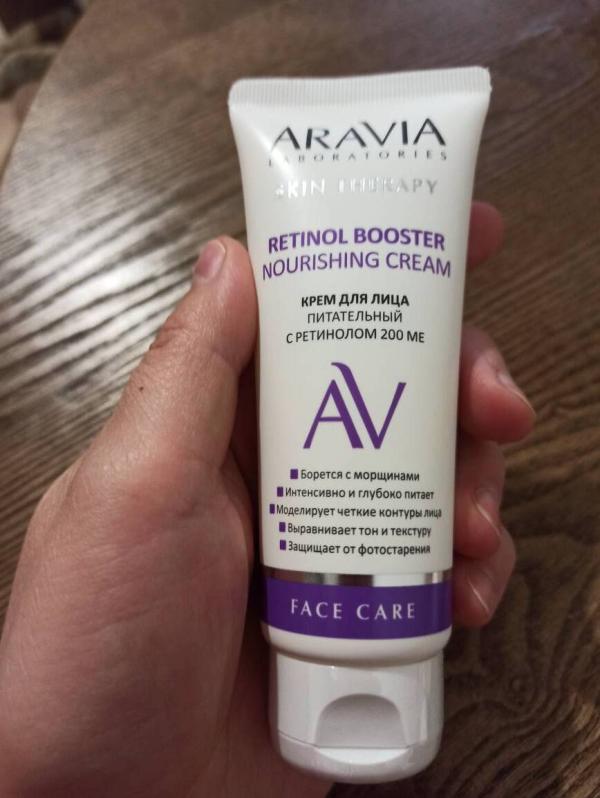 ARAVIA
LABORATORIES
SKIN THERAPY
RETINOL BOOSTER
NOURISHING CREAM
КРЕМ ДЛЯ ЛИЦА
ПИТАТЕЛЬНЫЙ
С РЕТИНОЛОМ 200 МЕ
AV
Борется с морщинами
Интенсивно и глубоко питает
Моделирует четкие контуры лица
Выравнивает тон и текстуру
Защищает от фотостарения
FACE CARE